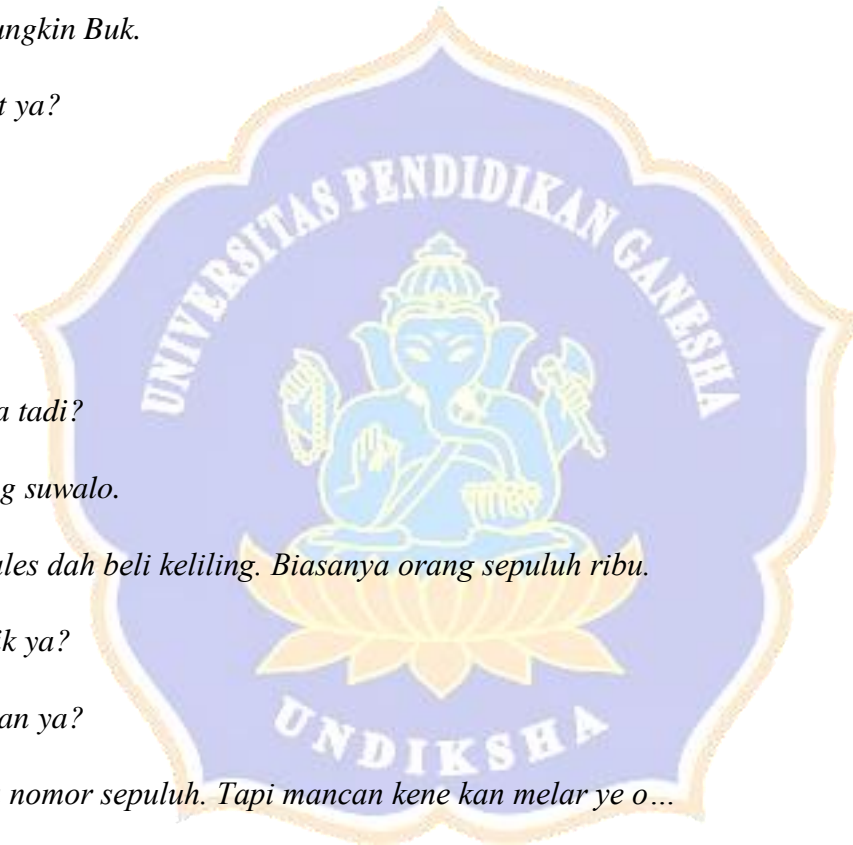 ungkin Buk.
t ya?
UNIVERSITAS PENDIDIKAN GANESHA
a tadi?
g suwalo.
ules dah beli keliling. Biasanya orang sepuluh ribu.
ik ya?
an ya?
UNDIKSHA
nomor sepuluh. Tapi mancan kene kan melar ye o…